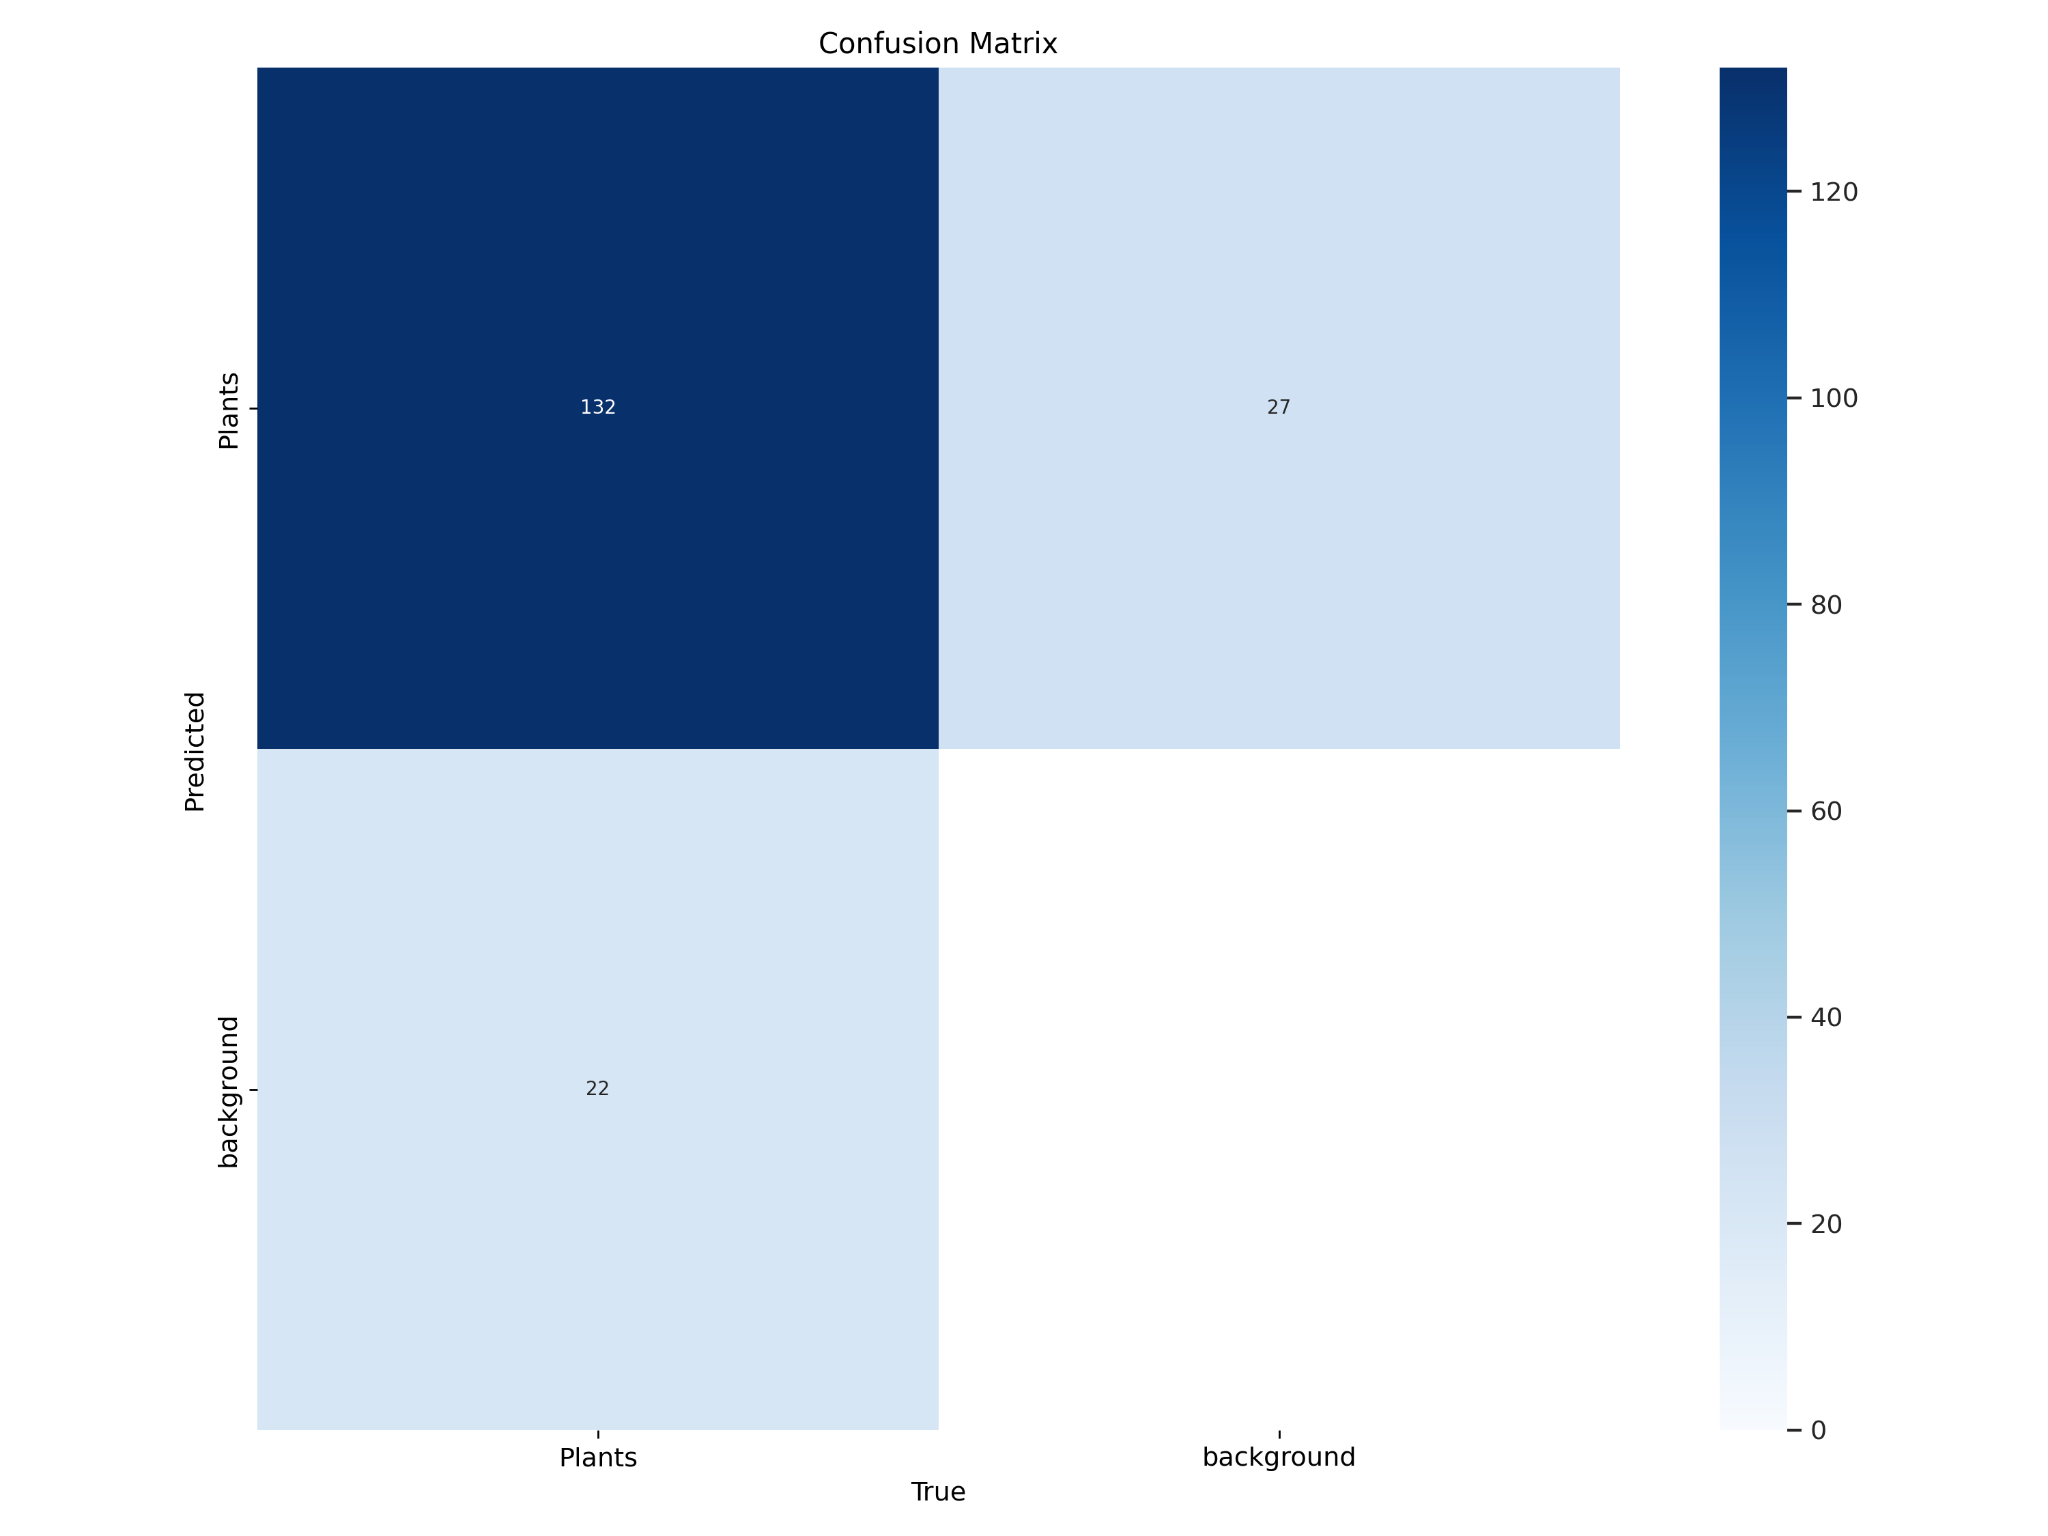 Confusion Matrix
Predicted
Plants
background
132
27
22
Plants
background
True
120
100
80
60
40
20
0